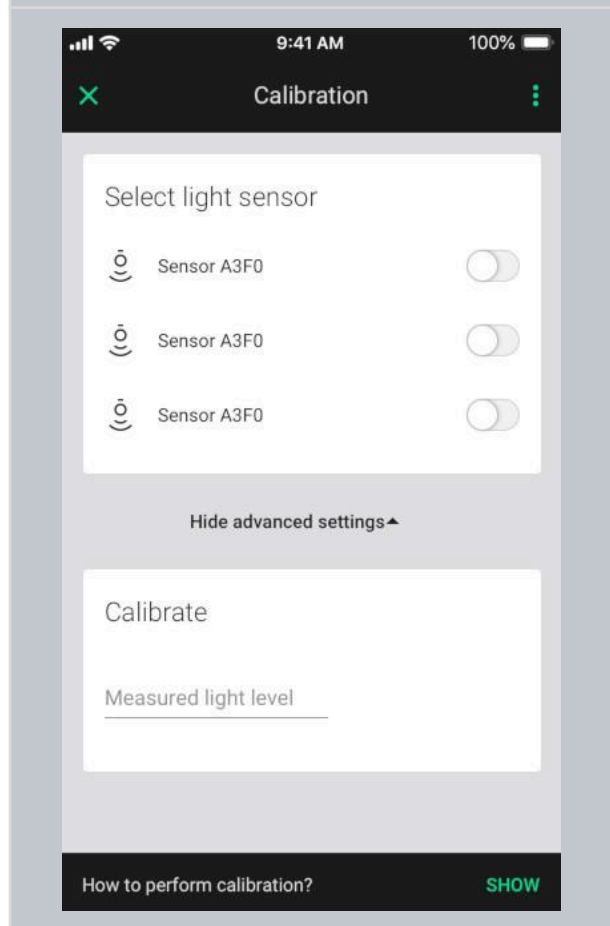 9:41 AM 100%
Calibration
Select light sensor
Sensor A3F0
Sensor A3F0
Sensor A3F0
Hide advanced settings
Calibrate
Measured light level
How to perform calibration? SHOW